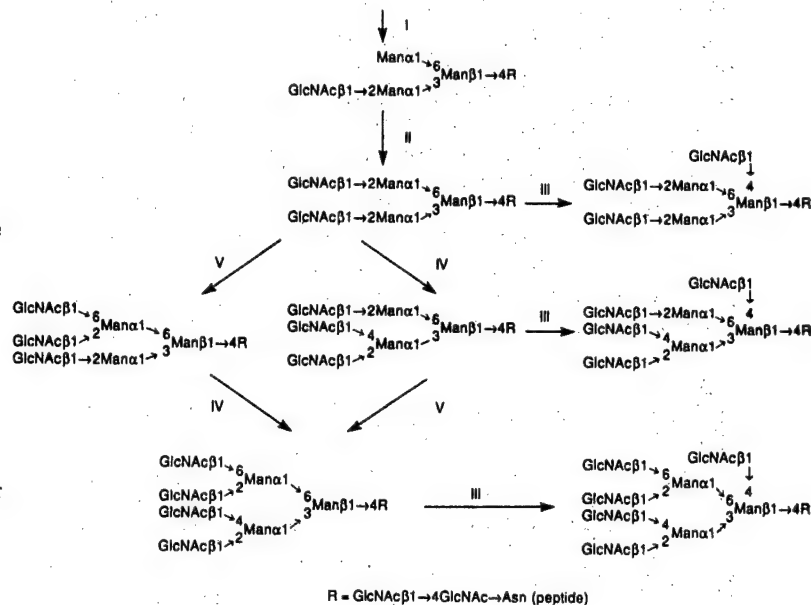 I
Manα1
6
Manβ1→4R
3
GlcNAcβ1→2Manα1
II
GlcNAcβ1→2Manα1
6
Manβ1→4R
3
GlcNAcβ1→2Manα1
III
GlcNAcβ1
4
GlcNAcβ1→2Manα1
6
Manβ1→4R
3
GlcNAcβ1→2Manα1
V
IV
GlcNAcβ1
6
Manα1
GlcNAcβ1
2
6
Manβ1→4R
3
GlcNAcβ1→2Manα1
GlcNAcβ1→2Manα1
6
Manβ1→4R
GlcNAcβ1
4
Manα1
3
GlcNAcβ1
2
III
GlcNAcβ1
4
GlcNAcβ1→2Manα1
6
Manβ1→4R
GlcNAcβ1
4
Manα1
3
GlcNAcβ1
2
IV
V
GlcNAcβ1
6
Manα1
GlcNAcβ1
2
6
Manβ1→4R
GlcNAcβ1
4
Manα1
3
GlcNAcβ1
2
III
GlcNAcβ1
4
GlcNAcβ1
6
Manα1
GlcNAcβ1
2
6
Manβ1→4R
GlcNAcβ1
4
Manα1
3
GlcNAcβ1
2
R = GlcNAcβ1→4GlcNAc→Asn (peptide)